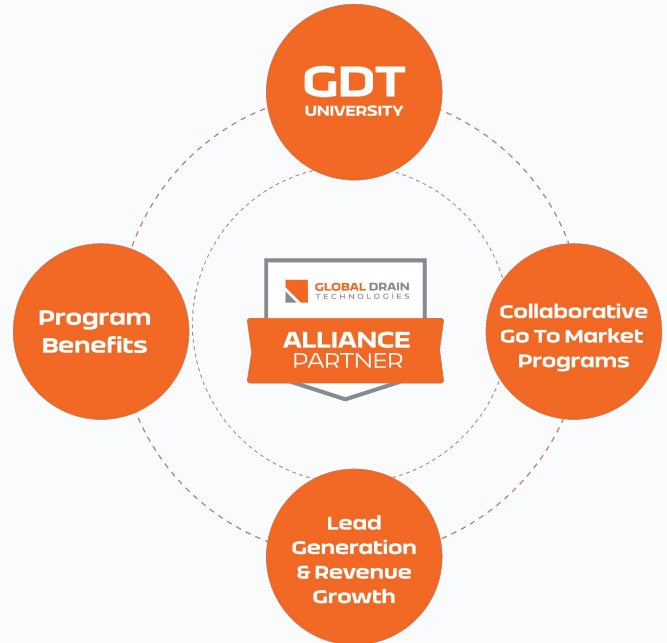 GDT
UNIVERSITY
GLOBAL DRAIN
TECHNOLOGIES
ALLIANCE
PARTNER
Program
Benefits
Collaborative
Go To Market
Programs
Lead
Generation
& Revenue
Growth